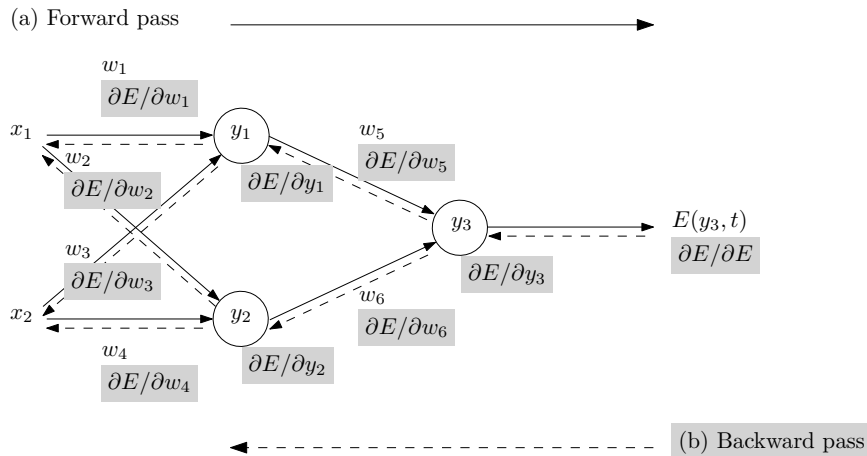 (a) Forward pass
w₁
∂E/∂w₁
x₁
y₁
w₅
∂E/∂w₅
w₂
∂E/∂w₂
∂E/∂y₁
y₃
E(y₃, t)
∂E/∂E
w₃
∂E/∂w₃
∂E/∂y₃
x₂
y₂
w₆
∂E/∂w₆
w₄
∂E/∂w₄
∂E/∂y₂
(b) Backward pass